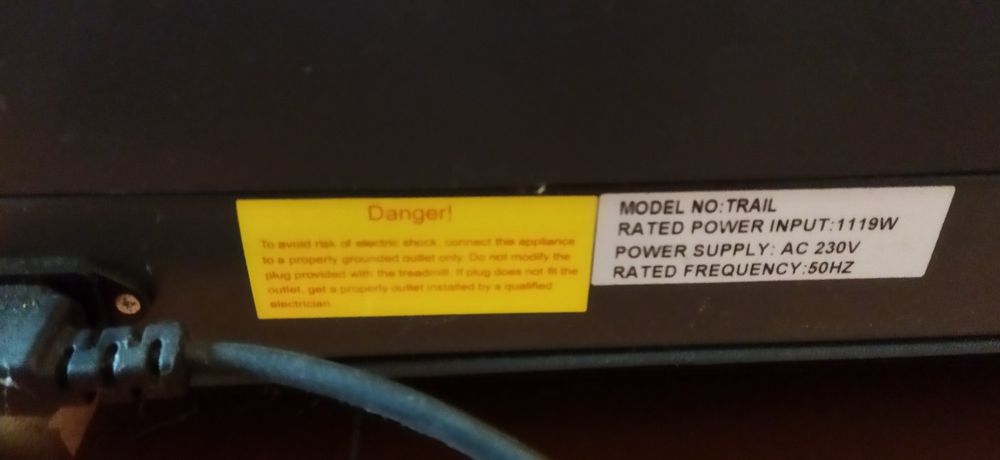 Danger!
To avoid risk of electric shock, connect this appliance
to a properly grounded outlet only. Do not modify the
plug provided with the treadmill. If plug does not fit the
outlet, get a properly outlet installed by a qualified
electrician.
MODEL NO:TRAIL
RATED POWER INPUT:1119W
POWER SUPPLY: AC 230V
RATED FREQUENCY:50HZ